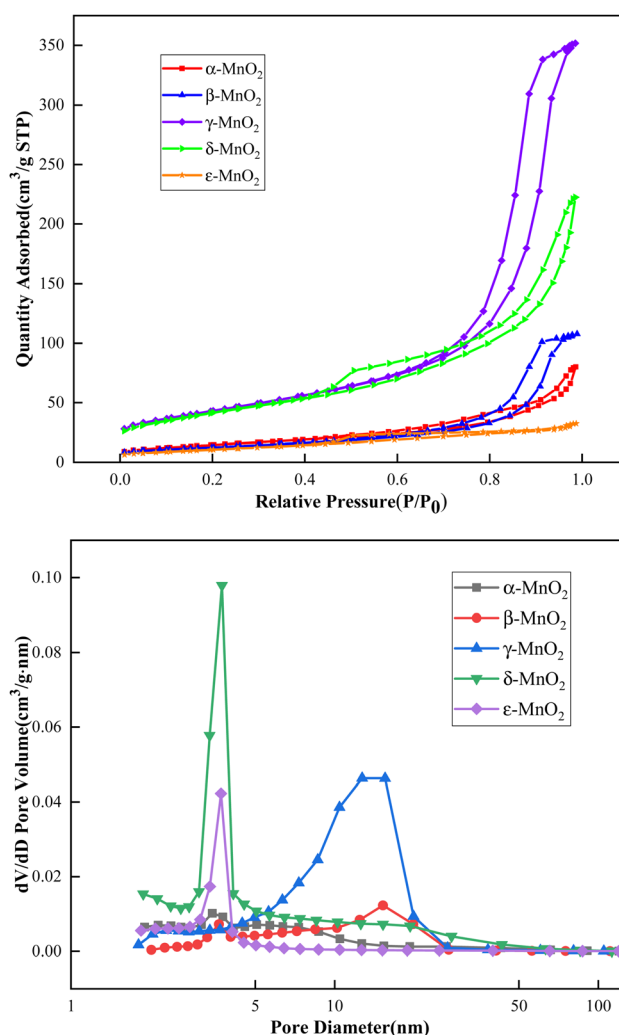 350
300
250
200
150
100
50
0
Quantity Adsorbed(cm³/g STP)
α-MnO₂
β-MnO₂
γ-MnO₂
δ-MnO₂
ε-MnO₂
0.0 0.2 0.4 0.6 0.8 1.0
Relative Pressure(P/P₀)
0.10
0.08
0.06
0.04
0.02
0.00
dV/dD Pore Volume(cm³/g·nm)
α-MnO₂
β-MnO₂
γ-MnO₂
δ-MnO₂
ε-MnO₂
1 5 10 50 100
Pore Diameter(nm)